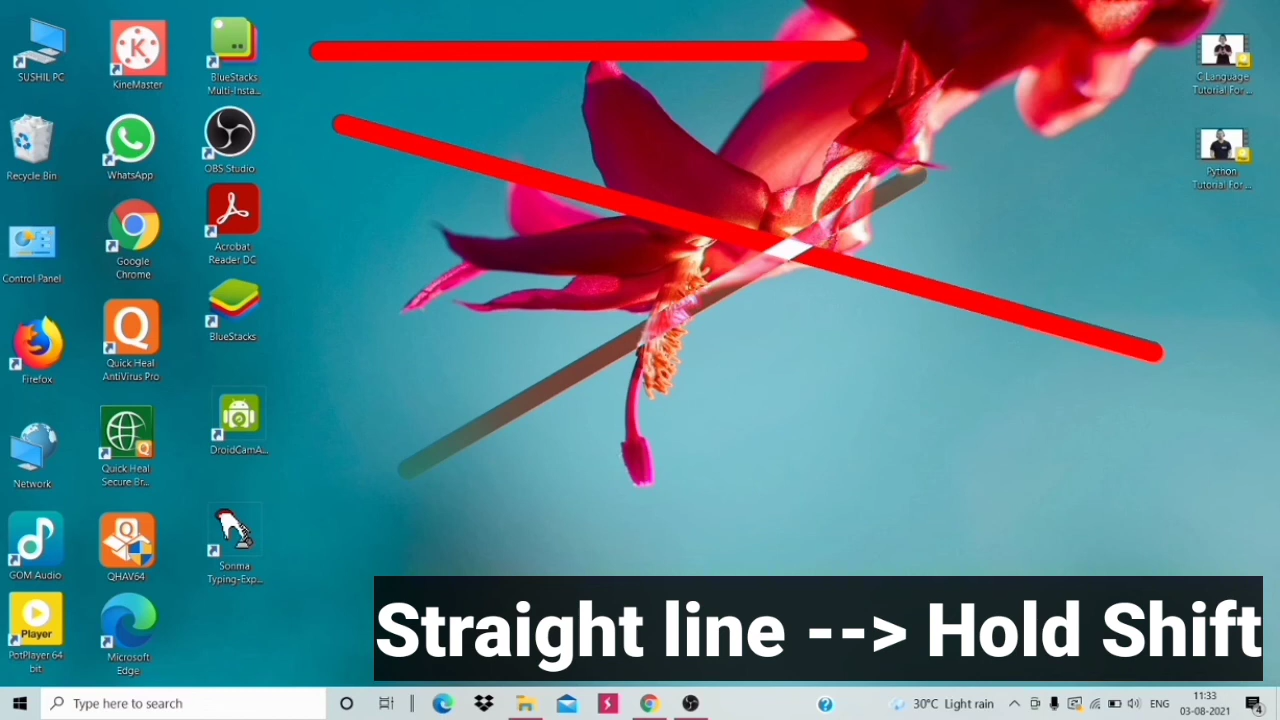 SUSHIL PC
KineMaster
BlueStacks
Multi-Insta...
C Language
Tutorial For ...
Recycle Bin
WhatsApp
OBS Studio
Python
Tutorial For ...
Control Panel
Google
Chrome
Acrobat
Reader DC
Firefox
Quick Heal
AntiVirus Pro
BlueStacks
Network
Quick Heal
Secure Br...
DroidCamA...
GOM Audio
QHAV64
Sonma
Typing-Exp...
Player
PotPlayer 64
bit
Microsoft
Edge
Straight line --> Hold Shift
Type here to search
30°C Light rain
ENG
11:33
03-08-2021
4